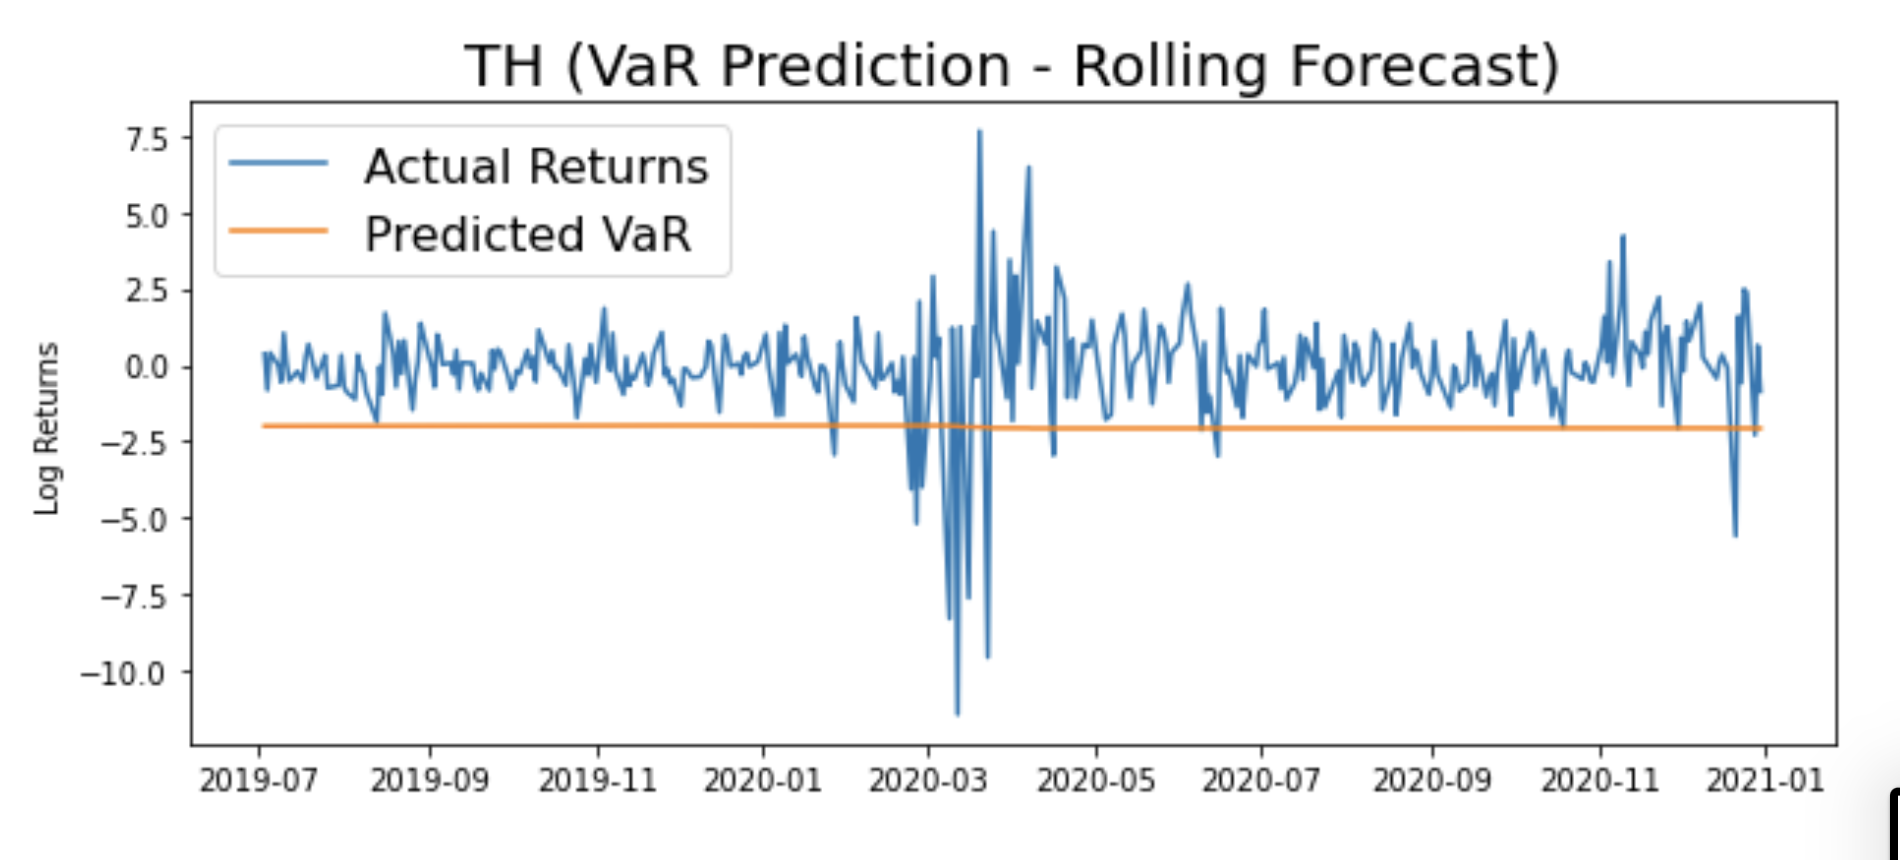 TH (VaR Prediction - Rolling Forecast)
Actual Returns
Predicted VaR
Log Returns
7.5
5.0
2.5
0.0
−2.5
−5.0
−7.5
−10.0
2019-07 2019-09 2019-11 2020-01 2020-03 2020-05 2020-07 2020-09 2020-11 2021-01